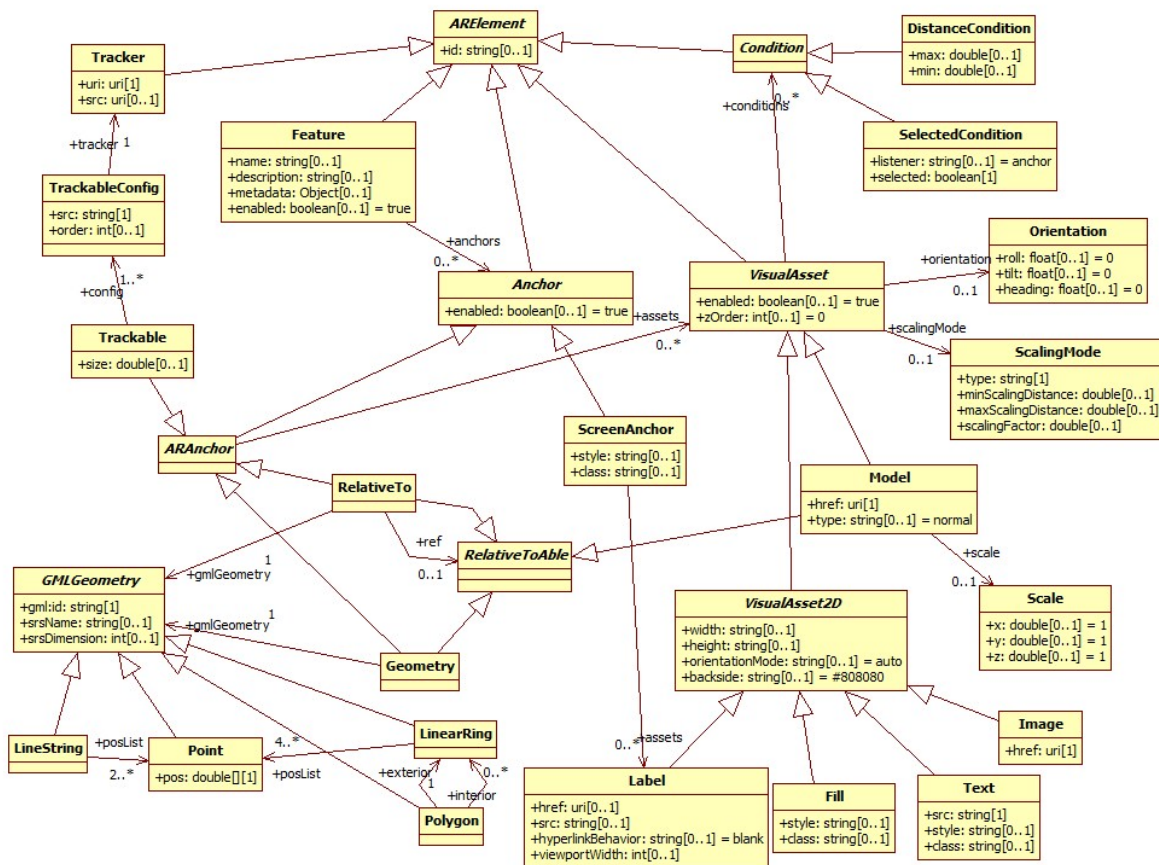 ARElement
+id: string[0..1]
Tracker
+uri: uri[1]
+src: uri[0..1]
Condition
DistanceCondition
+max: double[0..1]
+min: double[0..1]
+conditions
0..*
Feature
+name: string[0..1]
+description: string[0..1]
+metadata: Object[0..1]
+enabled: boolean[0..1] = true
SelectedCondition
+listener: string[0..1] = anchor
+selected: boolean[1]
+tracker
1
TrackableConfig
+src: string[1]
+order: int[0..1]
+anchors
0..*
Orientation
+roll: float[0..1] = 0
+tilt: float[0..1] = 0
+heading: float[0..1] = 0
+orientation
0..1
1..*
+config
Anchor
+enabled: boolean[0..1] = true
VisualAsset
+enabled: boolean[0..1] = true
+zOrder: int[0..1] = 0
+assets
0..*
+scalingMode
0..1
Trackable
+size: double[0..1]
ScalingMode
+type: string[1]
+minScalingDistance: double[0..1]
+maxScalingDistance: double[0..1]
+scalingFactor: double[0..1]
ARAnchor
ScreenAnchor
+style: string[0..1]
+class: string[0..1]
RelativeTo
Model
+href: uri[1]
+type: string[0..1] = normal
+ref
0..1
RelativeToAble
+scale
0..1
1
+gmlGeometry
GMLGeometry
+gml:id: string[1]
+srsName: string[0..1]
+srsDimension: int[0..1]
1
+gmlGeometry
Geometry
VisualAsset2D
+width: string[0..1]
+height: string[0..1]
+orientationMode: string[0..1] = auto
+backside: string[0..1] = #808080
Scale
+x: double[0..1] = 1
+y: double[0..1] = 1
+z: double[0..1] = 1
LineString
+posList
2..*
Point
+pos: double[][1]
4..*
+posList
LinearRing
+exterior
1
0..*
+interior
Polygon
0..*
+assets
Image
+href: uri[1]
Label
+href: uri[0..1]
+src: string[0..1]
+hyperlinkBehavior: string[0..1] = blank
+viewportWidth: int[0..1]
Fill
+style: string[0..1]
+class: string[0..1]
Text
+src: string[1]
+style: string[0..1]
+class: string[0..1]